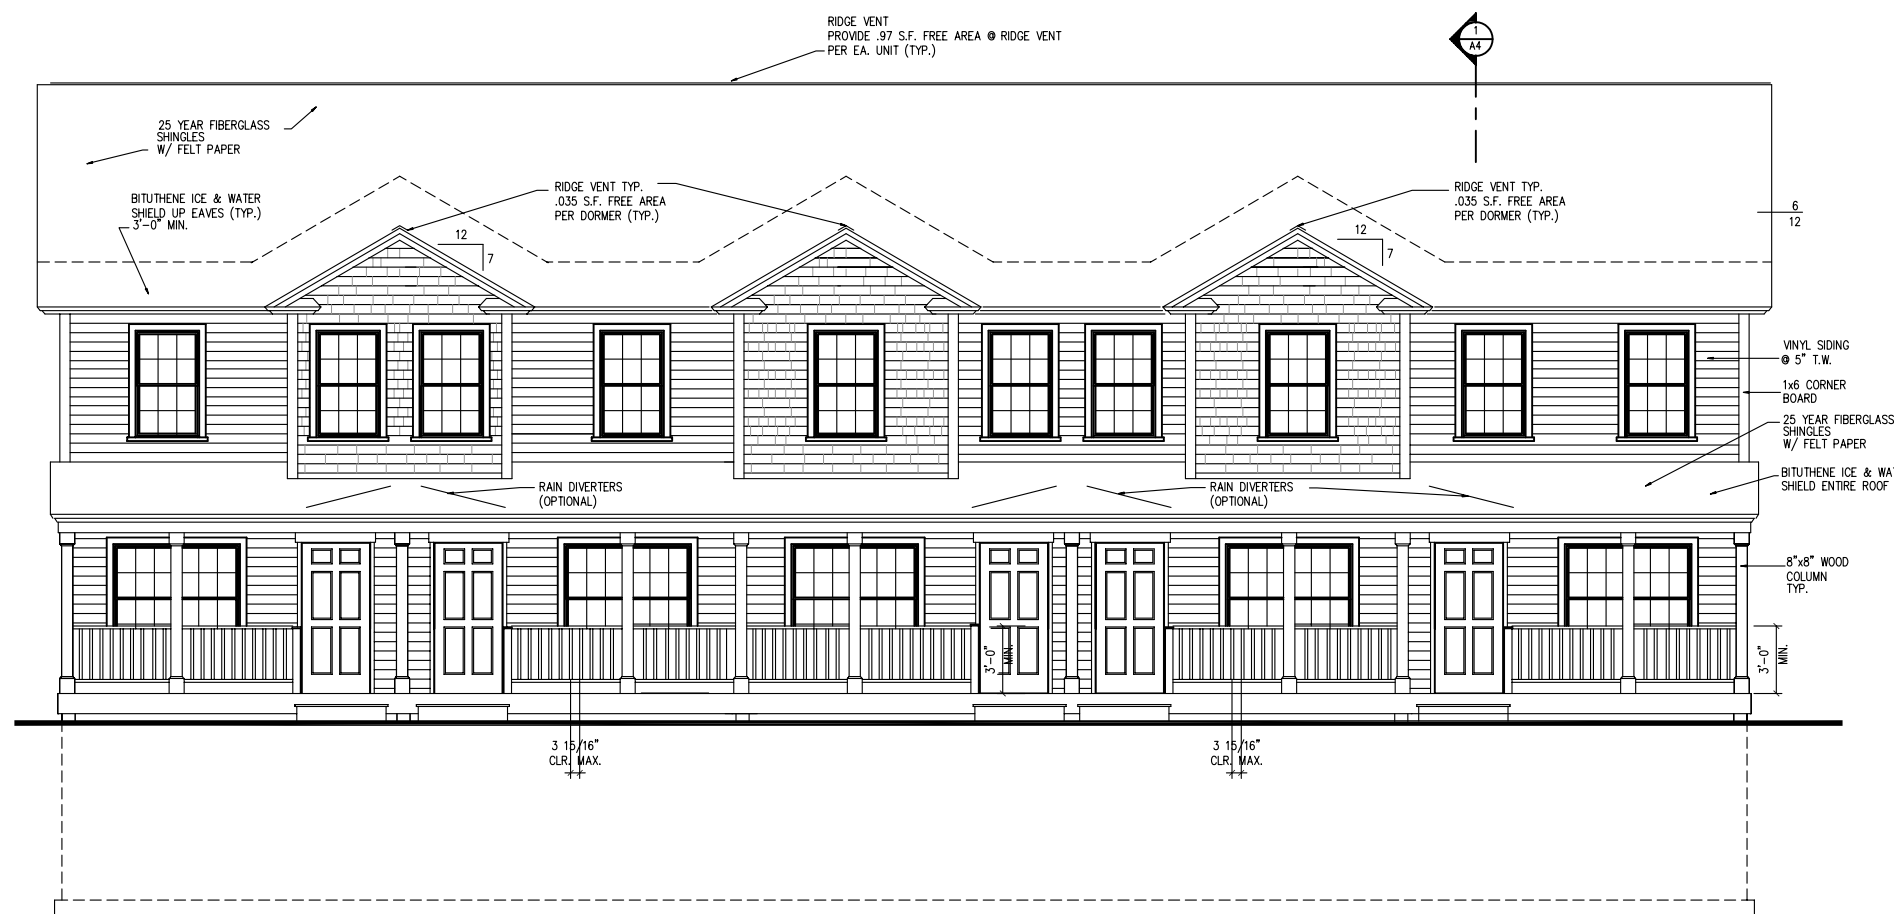 RIDGE VENT
PROVIDE .97 S.F. FREE AREA @ RIDGE VENT
PER EA. UNIT (TYP.)
1
A4
25 YEAR FIBERGLASS
SHINGLES
W/ FELT PAPER
BITUTHENE ICE & WATER
SHIELD UP EAVES (TYP.)
3'-0" MIN.
RIDGE VENT TYP.
.035 S.F. FREE AREA
PER DORMER (TYP.)
RIDGE VENT TYP.
.035 S.F. FREE AREA
PER DORMER (TYP.)
6
12
12
7
12
7
VINYL SIDING
@ 5" T.W.
1x6 CORNER
BOARD
25 YEAR FIBERGLASS
SHINGLES
W/ FELT PAPER
BITUTHENE ICE & WA
SHIELD ENTIRE ROOF
RAIN DIVERTERS
(OPTIONAL)
RAIN DIVERTERS
(OPTIONAL)
8"x8" WOOD
COLUMN
TYP.
3'-0"
MIN.
3'-0"
MIN.
3 15/16"
CLR. MAX.
3 15/16"
CLR. MAX.